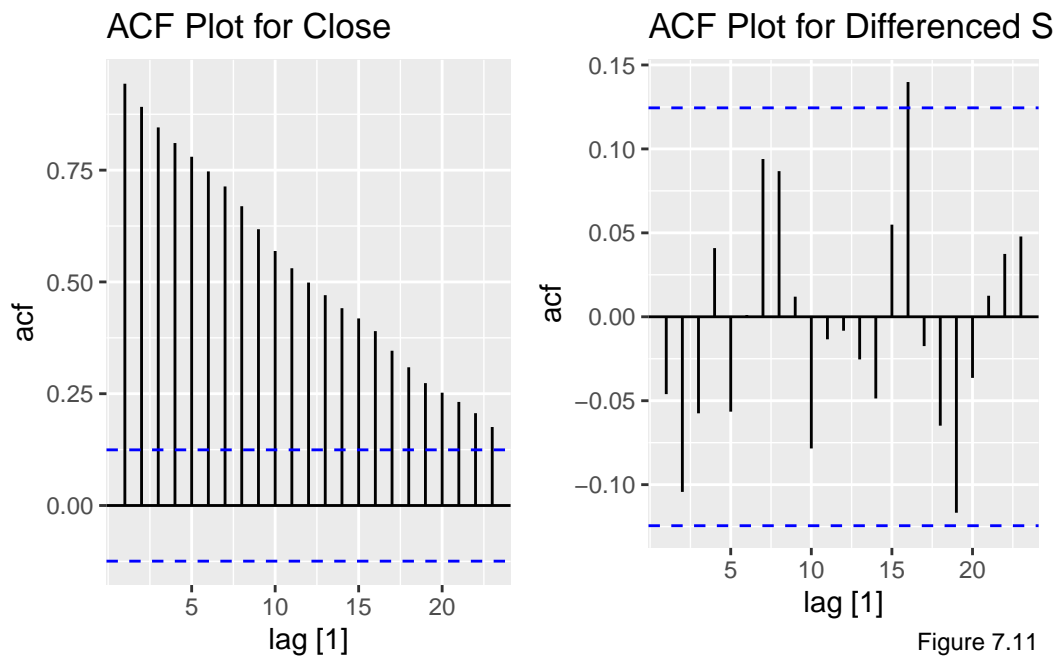 ACF Plot for Close
0.75
0.50
0.25
0.00
acf
5 10 15 20
lag [1]
ACF Plot for Differenced S
0.15
0.10
0.05
0.00
−0.05
−0.10
acf
5 10 15 20
lag [1]
Figure 7.11